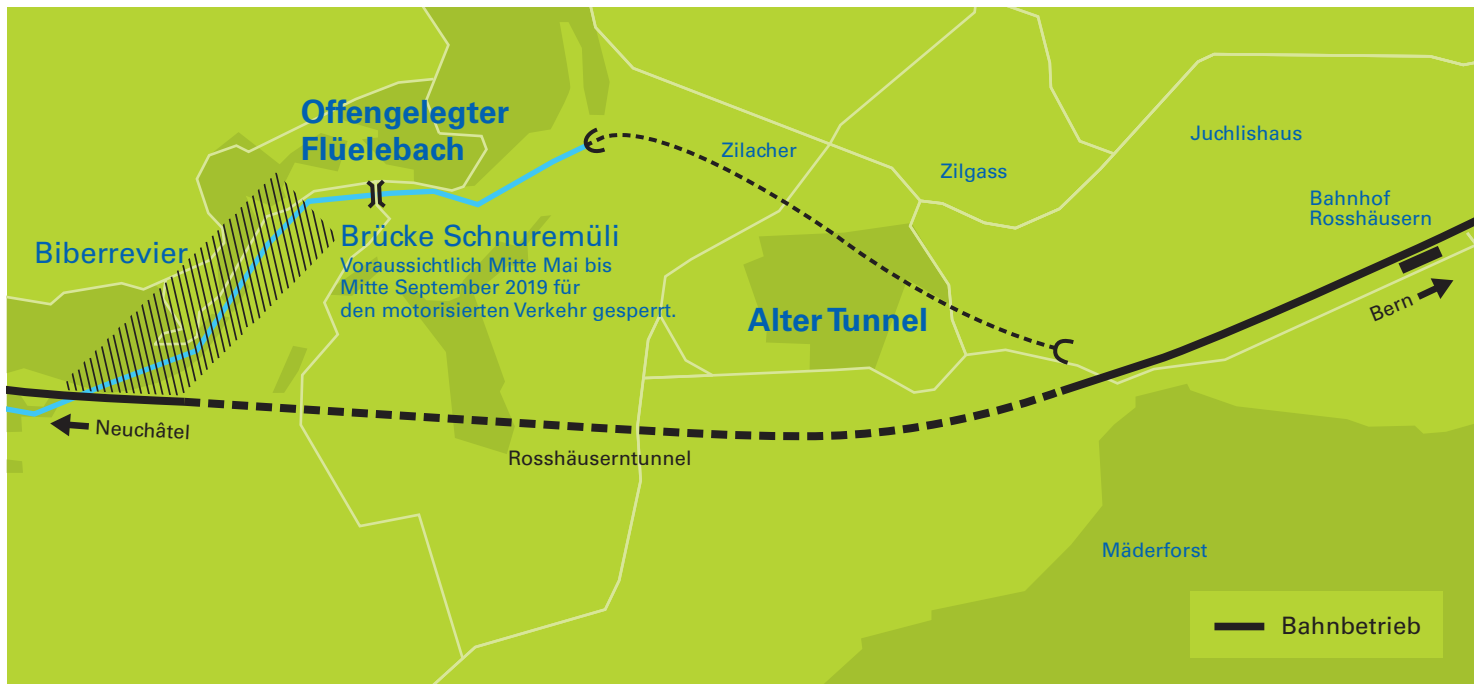 Offengelegter
Flüelebach
Zilacher
Zilgass
Juchlishaus
Bahnhof
Rosshäusern
Biberrevier
Brücke Schnuremüli
Voraussichtlich Mitte Mai bis
Mitte September 2019 für
den motorisierten Verkehr gesperrt.
Alter Tunnel
Bern
Neuchâtel
Rosshäuserntunnel
Mäderforst
Bahnbetrieb